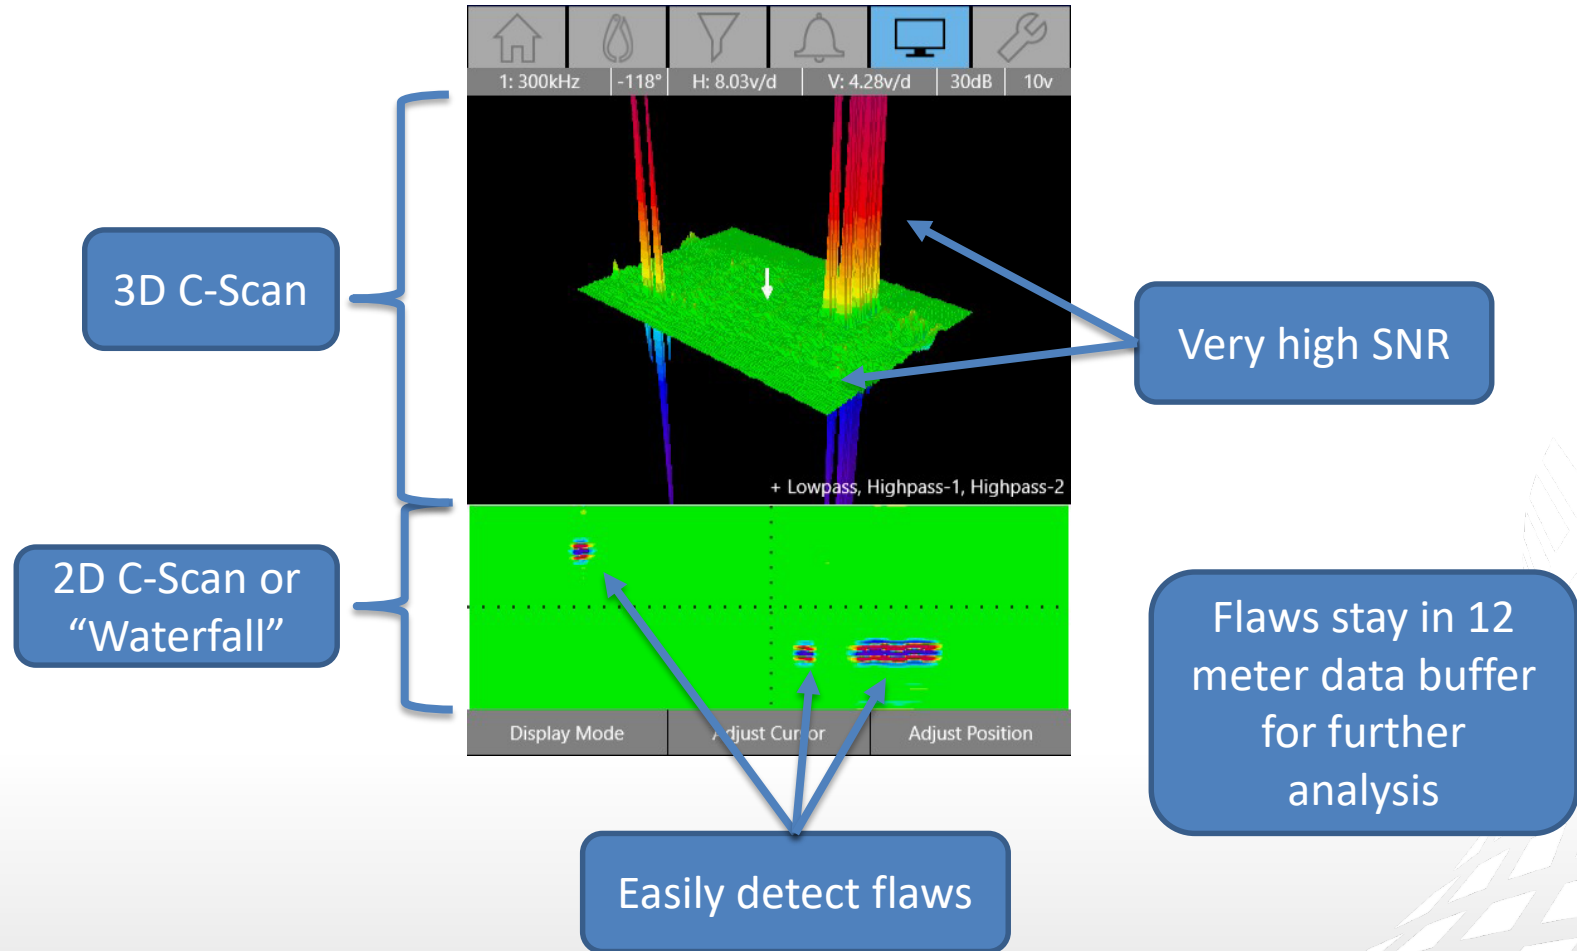 1: 300kHz -118° H: 8.03v/d V: 4.28v/d 30dB 10v
3D C-Scan
Very high SNR
+ Lowpass, Highpass-1, Highpass-2
2D C-Scan or
“Waterfall”
Flaws stay in 12
meter data buffer
for further
analysis
Display Mode Adjust Cursor Adjust Position
Easily detect flaws